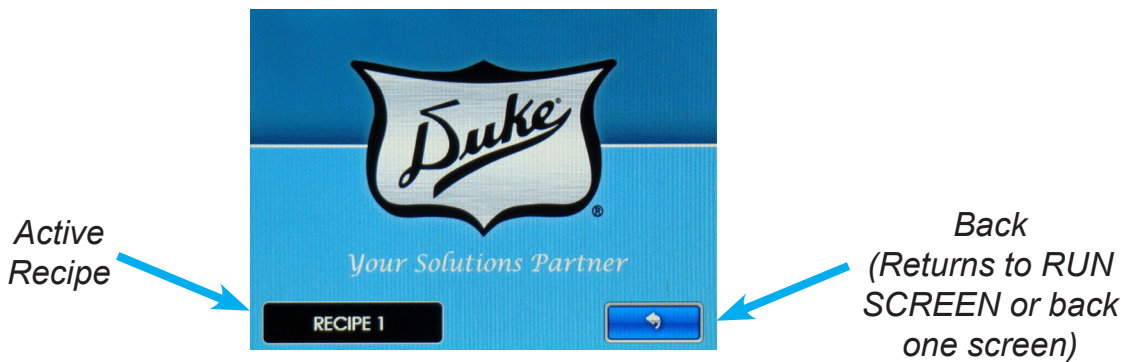 Duke
®
Your Solutions Partner
Active
Recipe
RECIPE 1
Back
(Returns to RUN
SCREEN or back
one screen)